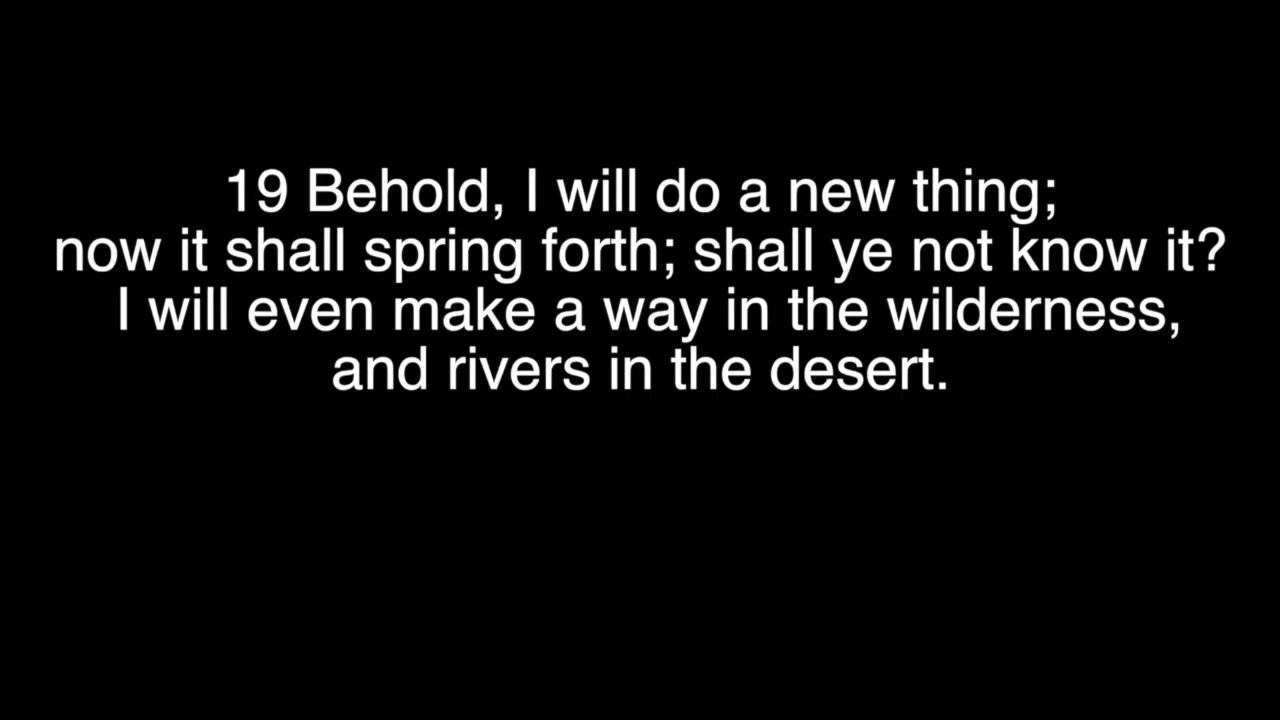 19 Behold, I will do a new thing;
now it shall spring forth; shall ye not know it?
I will even make a way in the wilderness,
and rivers in the desert.